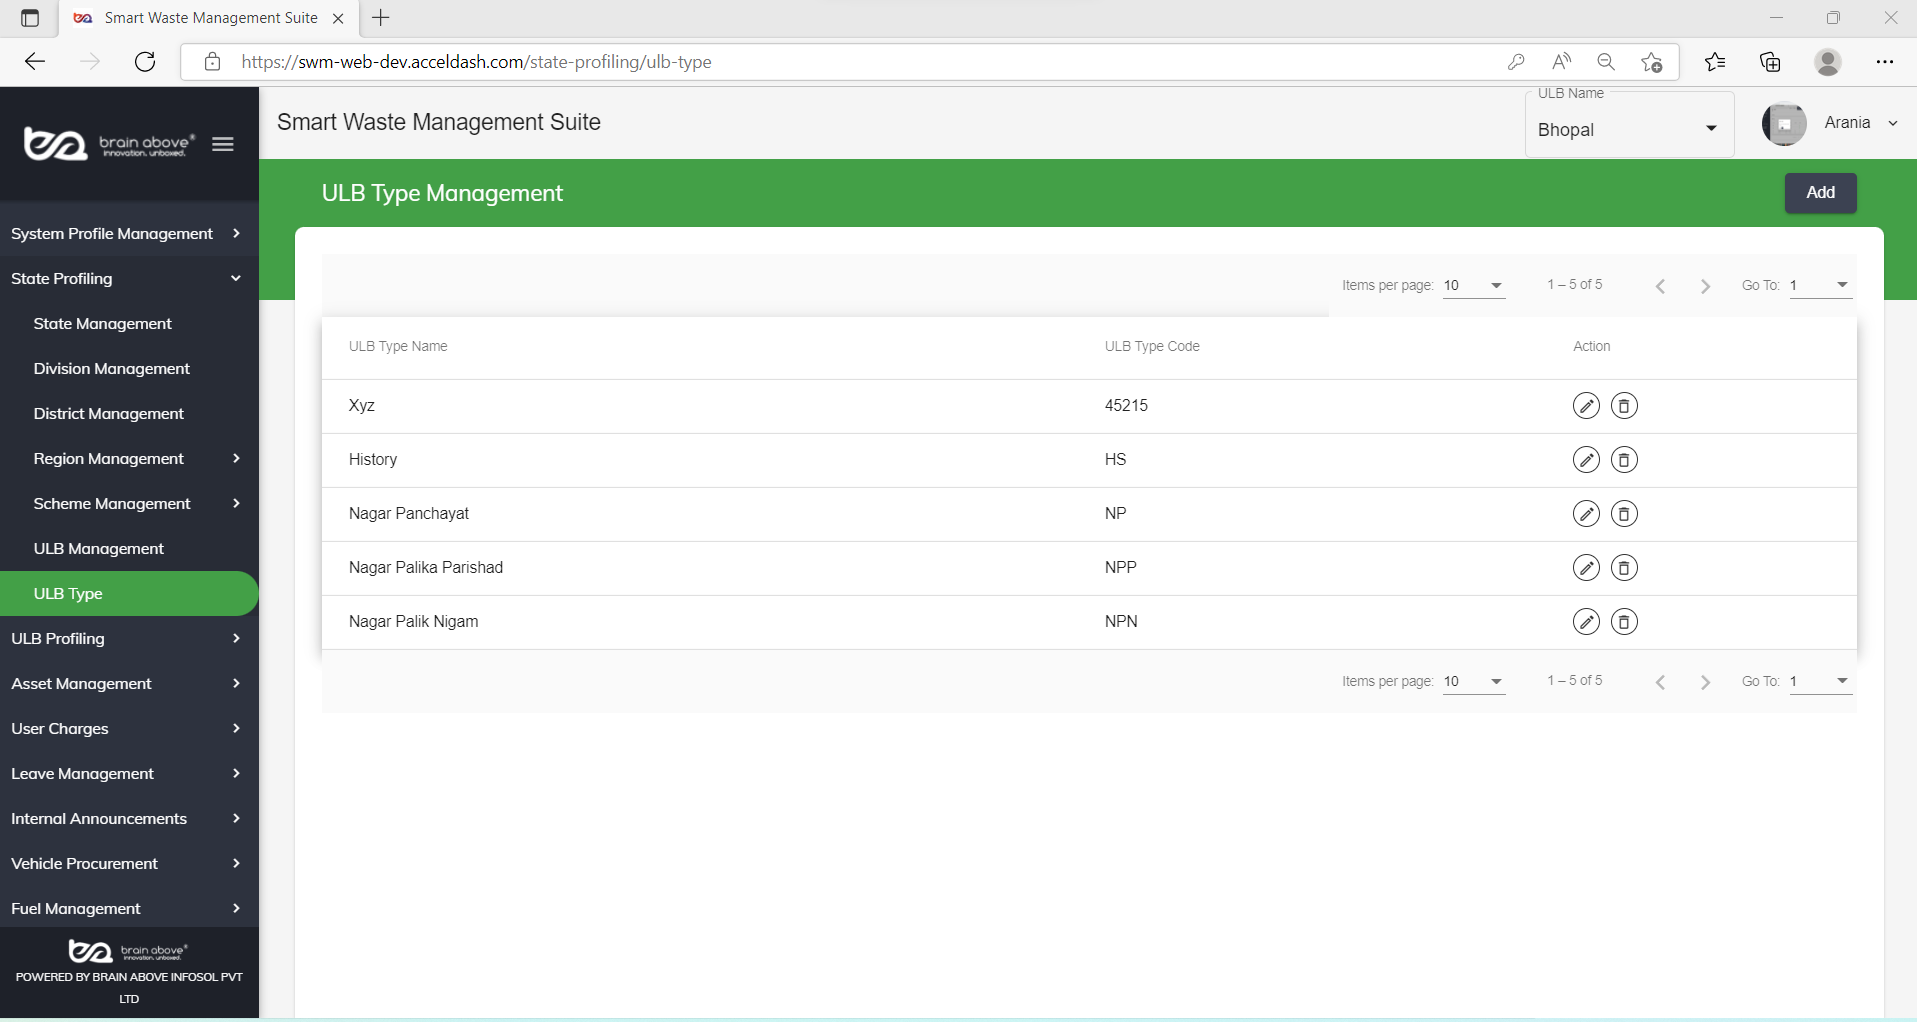 Smart Waste Management Suite
https://swm-web-dev.acceldash.com/state-profiling/ulb-type
brain above®
innovation. unboxed.
Smart Waste Management Suite
ULB Name
Bhopal
Arania
ULB Type Management
Add
System Profile Management
State Profiling
State Management
Division Management
District Management
Region Management
Scheme Management
ULB Management
ULB Type
ULB Profiling
Asset Management
User Charges
Leave Management
Internal Announcements
Vehicle Procurement
Fuel Management
brain above®
innovation. unboxed.
POWERED BY BRAIN ABOVE INFOSOL PVT
LTD
Items per page: 10 1 – 5 of 5 Go To: 1
ULB Type Name ULB Type Code Action
Xyz 45215
History HS
Nagar Panchayat NP
Nagar Palika Parishad NPP
Nagar Palik Nigam NPN
Items per page: 10 1 – 5 of 5 Go To: 1